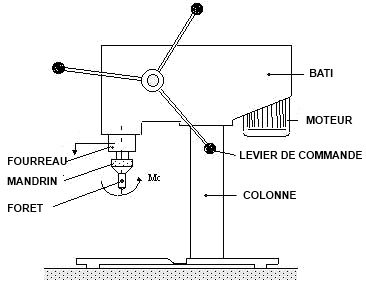 BATI
MOTEUR
LEVIER DE COMMANDE
FOURREAU
MANDRIN
Mc
COLONNE
FORET